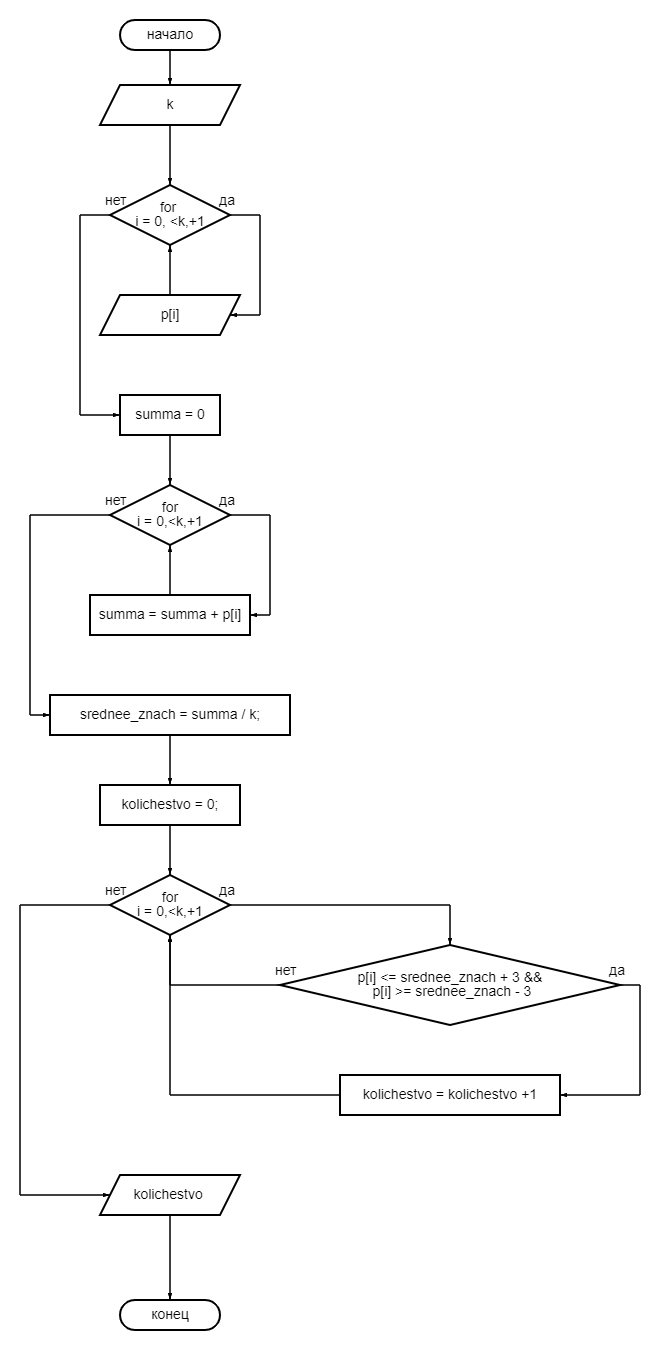 начало
k
нет
да
for
i = 0, <k,+1
p[i]
summa = 0
нет
да
for
i = 0,<k,+1
summa = summa + p[i]
srednee_znach = summa / k;
kolichestvo = 0;
нет
да
for
i = 0,<k,+1
нет
да
p[i] <= srednee_znach + 3 &&
p[i] >= srednee_znach - 3
kolichestvo = kolichestvo +1
kolichestvo
конец